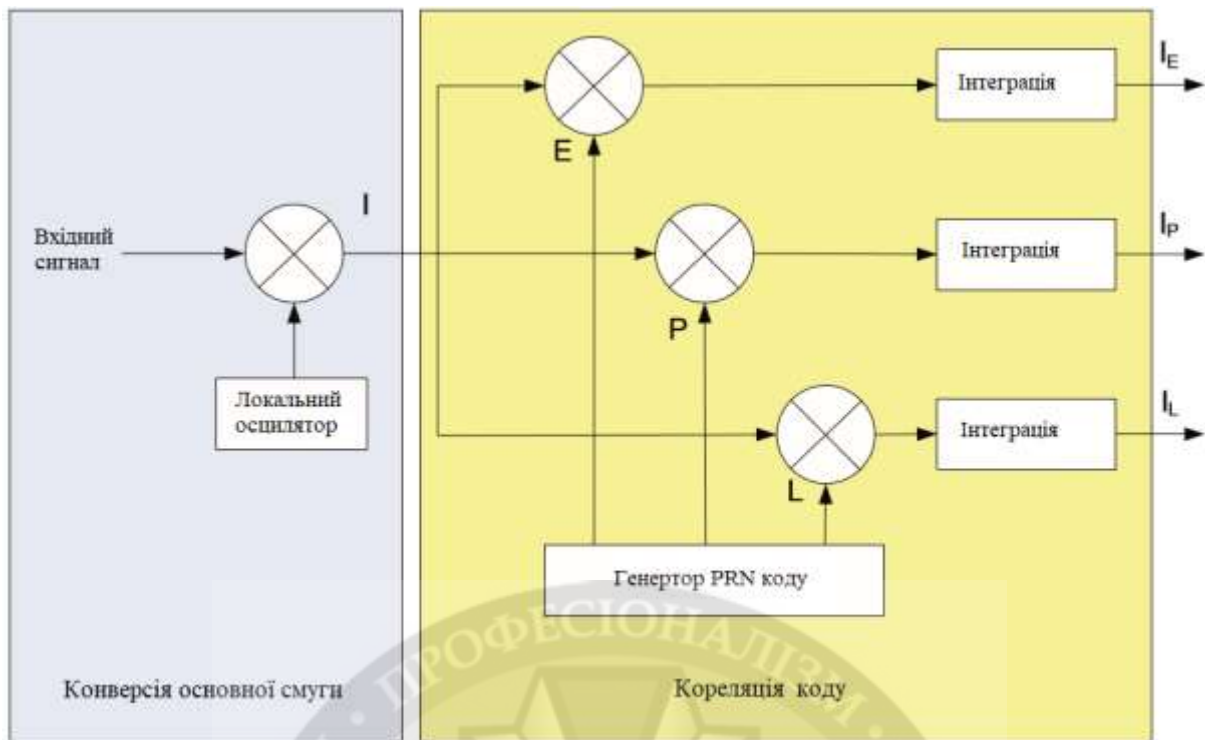 I_E
Інтеграція
E
I
I_P
Вхідний
сигнал
Інтеграція
P
I_L
Локальний
осцилятор
Інтеграція
L
Генертор PRN коду
ПРОФЕСІОНАЛІЗМ
Конверсія основної смуги
Кореляція коду